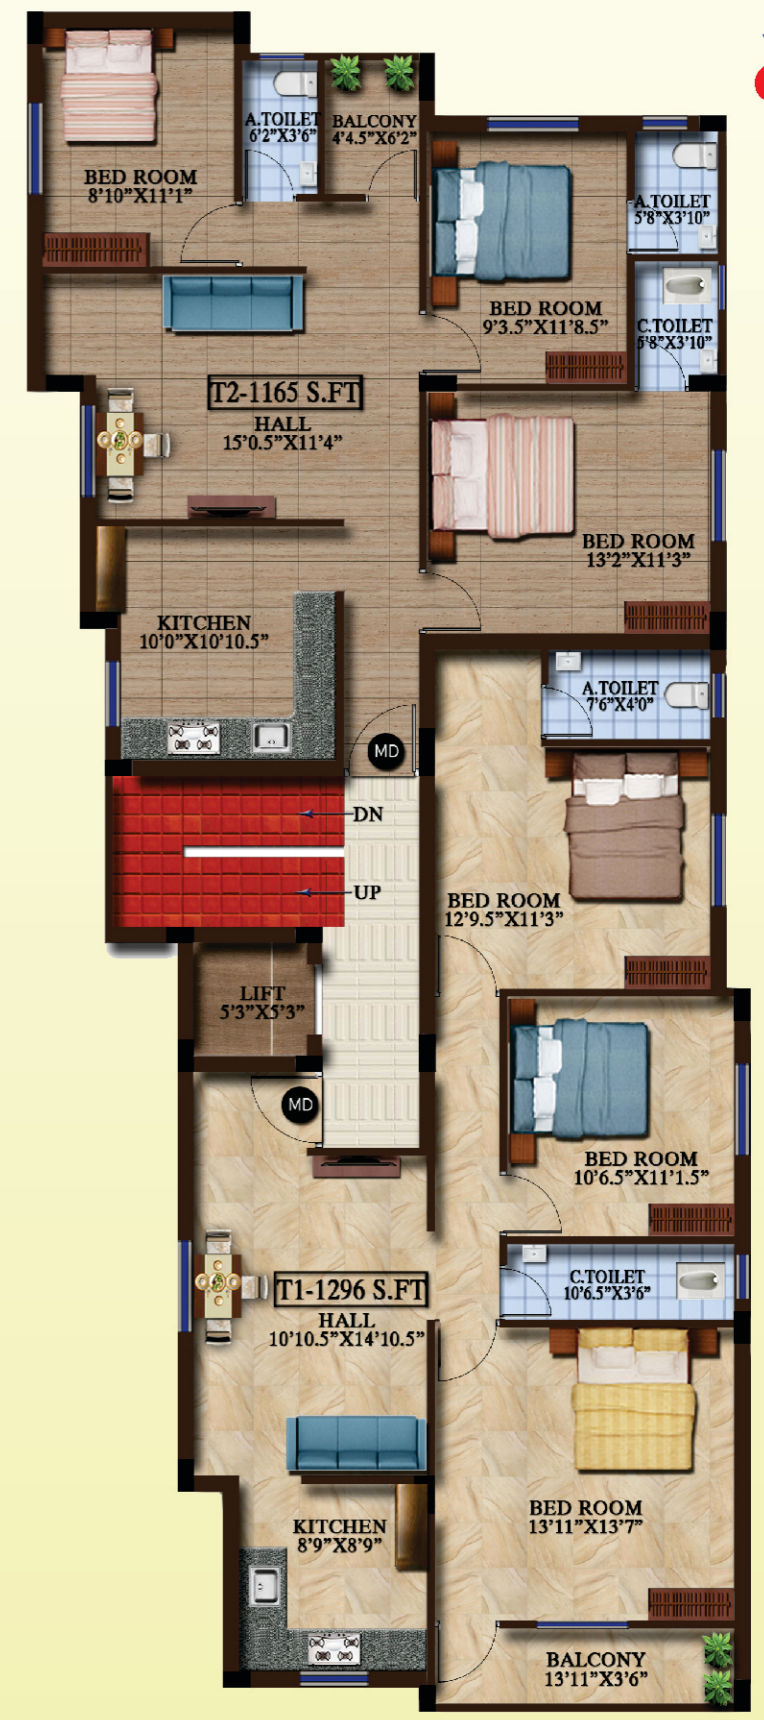 BED ROOM
8'10"X11'1"
A.TOILET
6'2"X3'6"
BALCONY
4'4.5"X6'2"
A.TOILET
5'8"X3'10"
BED ROOM
9'3.5"X11'8.5"
C.TOILET
5'8"X3'10"
T2-1165 S.FT
HALL
15'0.5"X11'4"
BED ROOM
13'2"X11'3"
KITCHEN
10'0"X10'10.5"
A.TOILET
7'6"X4'0"
MD
DN
UP
BED ROOM
12'9.5"X11'3"
LIFT
5'3"X5'3"
MD
BED ROOM
10'6.5"X11'1.5"
C.TOILET
10'6.5"X3'6"
T1-1296 S.FT
HALL
10'10.5"X14'10.5"
BED ROOM
13'11"X13'7"
KITCHEN
8'9"X8'9"
BALCONY
13'11"X3'6"